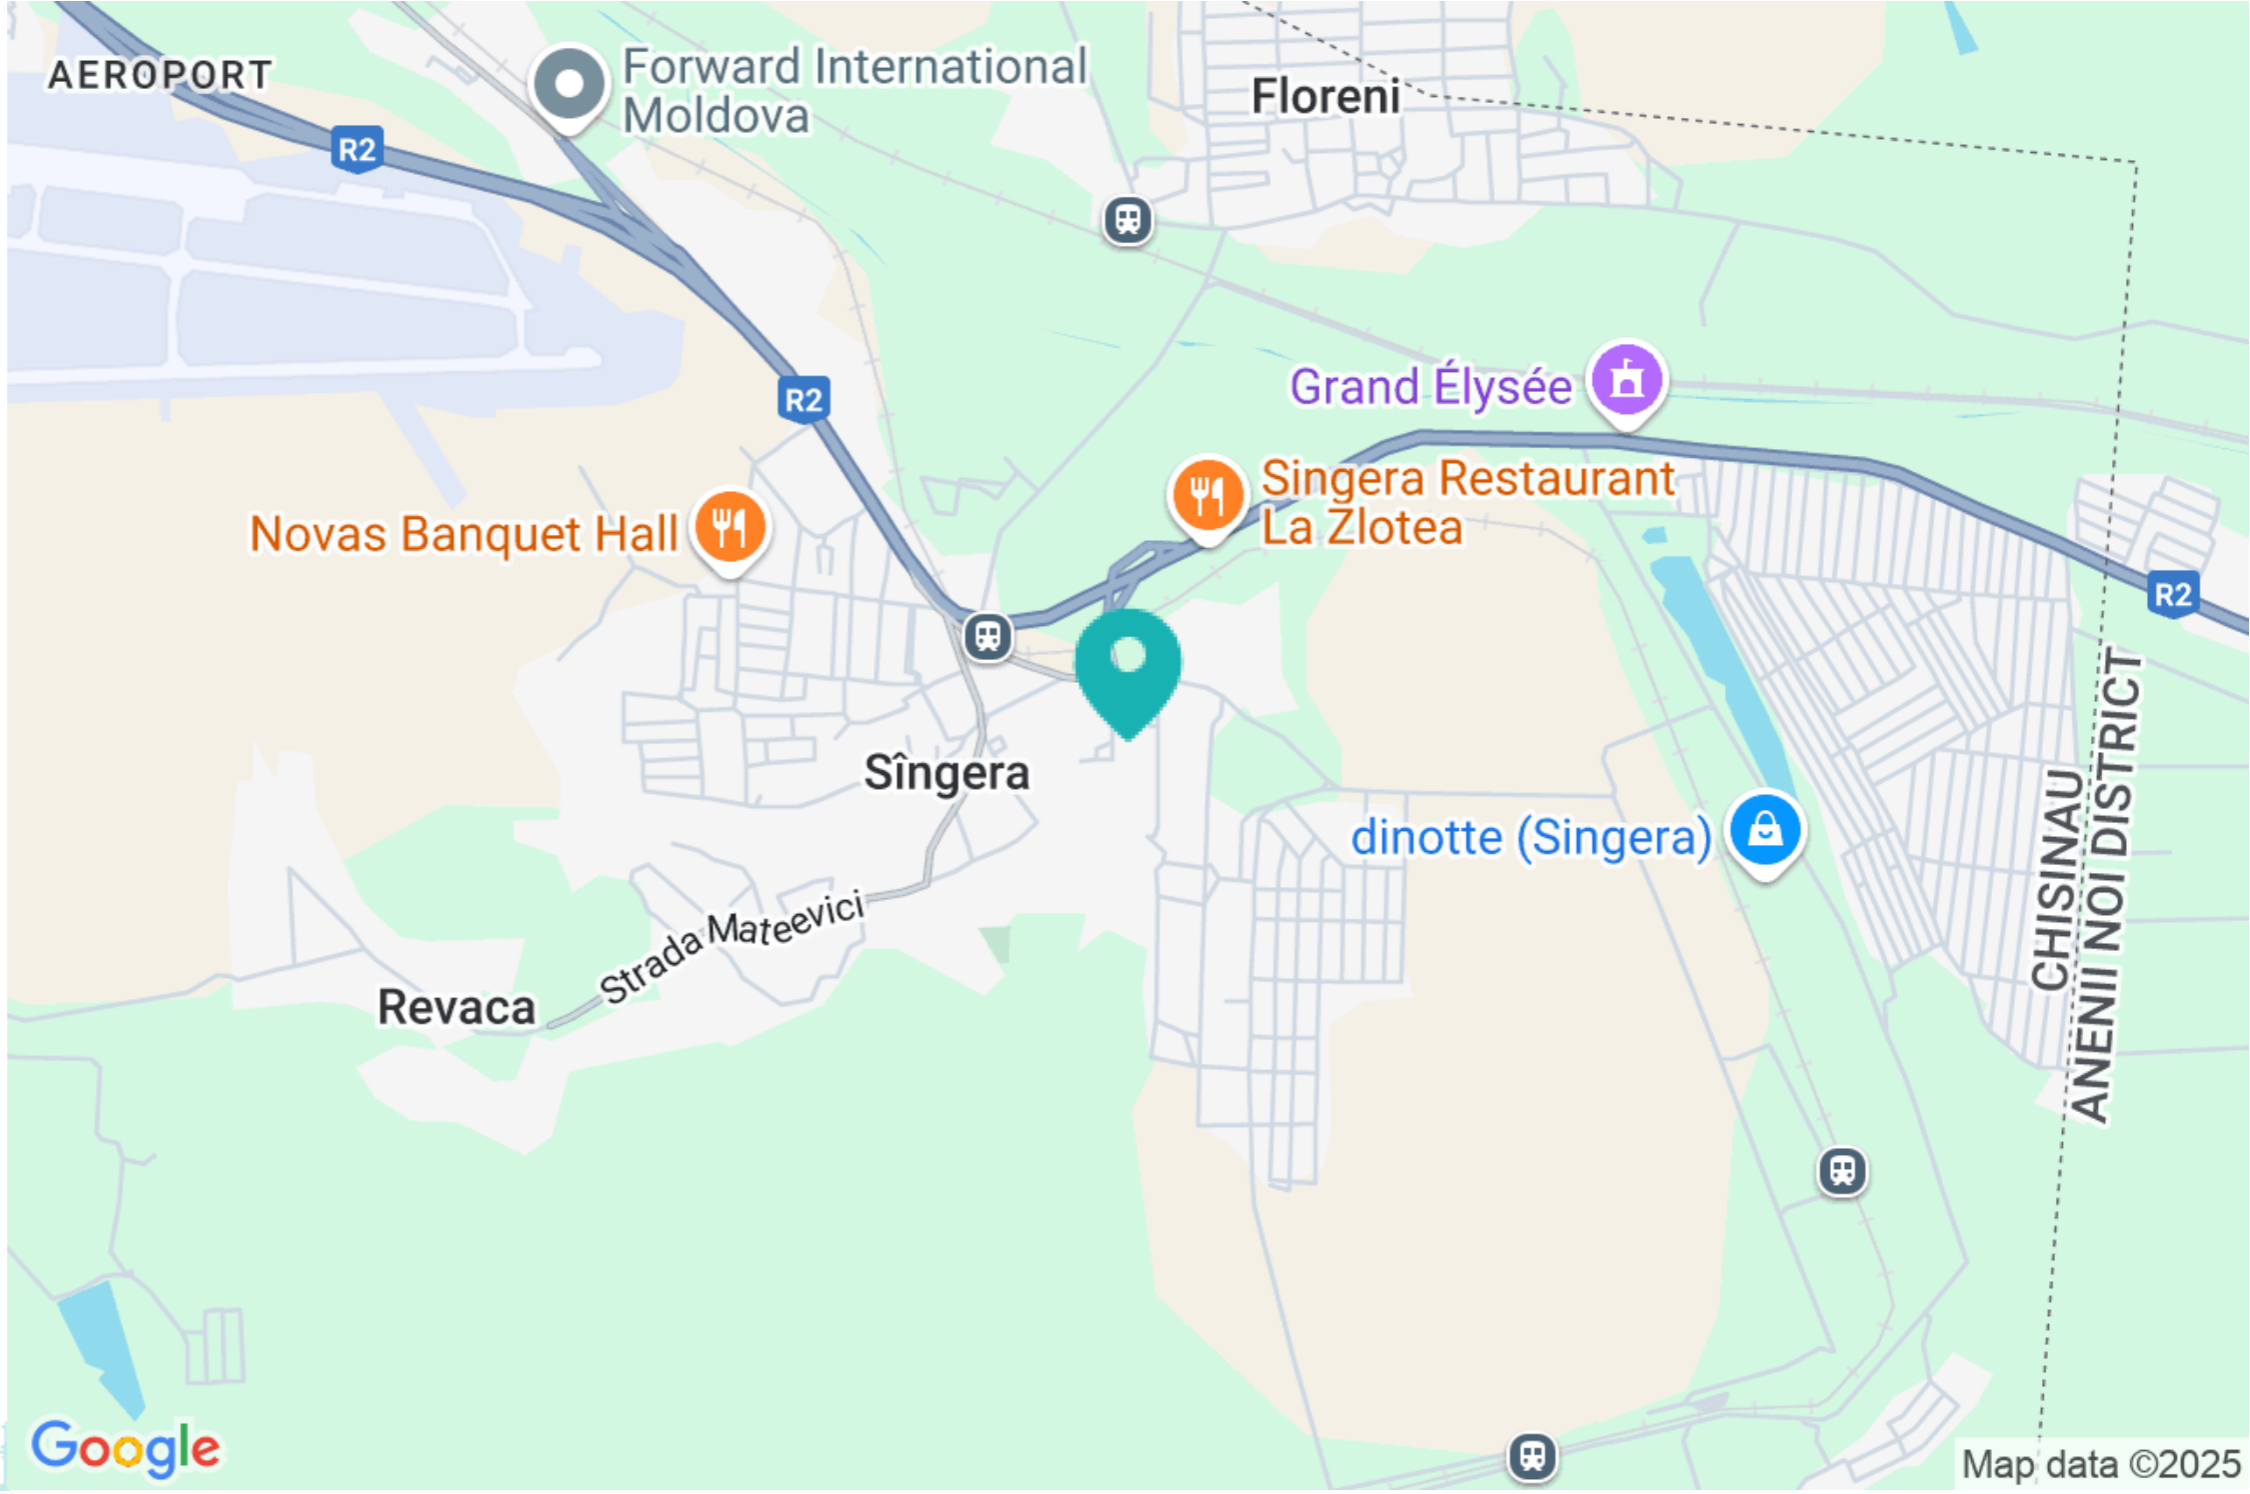 AEROPORT
Forward International
Moldova
Floreni
R2
R2
Grand Élysée
Singera Restaurant
La Zlotea
Novas Banquet Hall
R2
Sîngera
dinotte (Singera)
CHISINAU
ANENII NOI DISTRICT
Strada Mateevici
Revaca
Google
Map data ©2025